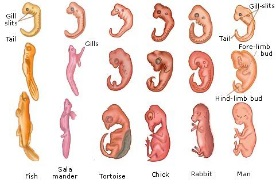 Gill
slits
Tail
Gills
Gill-slits
Tail
Fore-limb
bud
Hind-limb bud
Fish
Sala
mander
Tortoise
Chick
Rabbit
Man